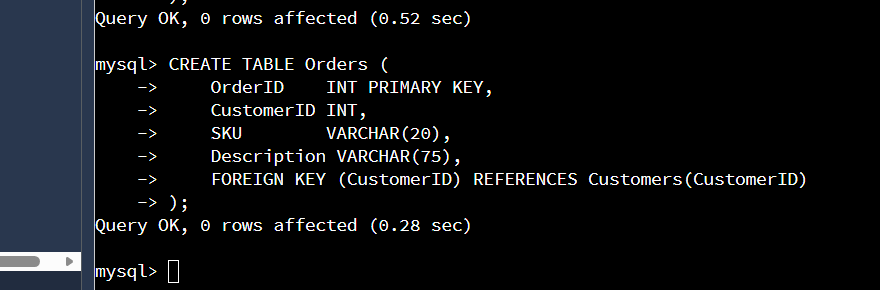 );
Query OK, 0 rows affected (0.52 sec)
mysql> CREATE TABLE Orders (
    ->     OrderID    INT PRIMARY KEY,
    ->     CustomerID INT,
    ->     SKU        VARCHAR(20),
    ->     Description VARCHAR(75),
    ->     FOREIGN KEY (CustomerID) REFERENCES Customers(CustomerID)
    -> );
Query OK, 0 rows affected (0.28 sec)
mysql>